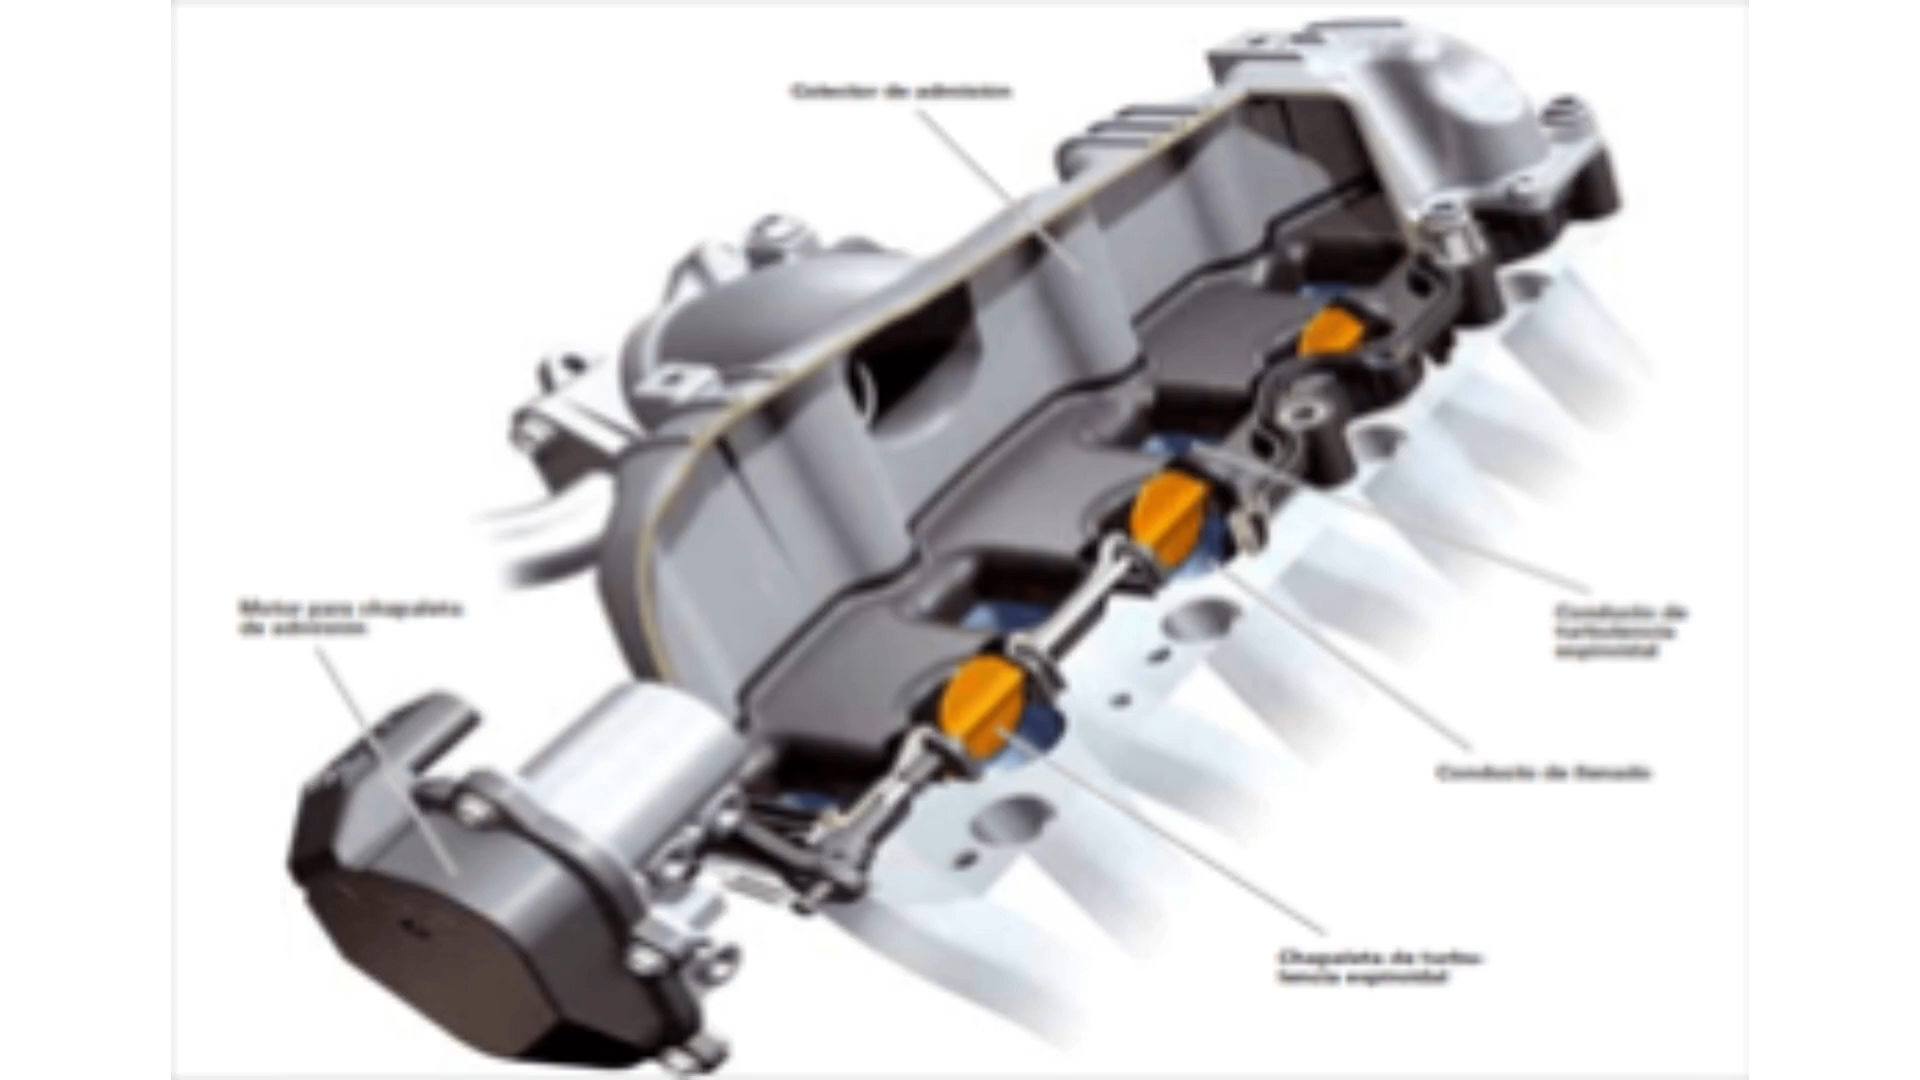 Colector de admisión
Motor para chapaleta
de admisión
Conducto de
turbulencia
espiroidal
Conducto de llenado
Chapaleta de turbu-
lencia espiroidal